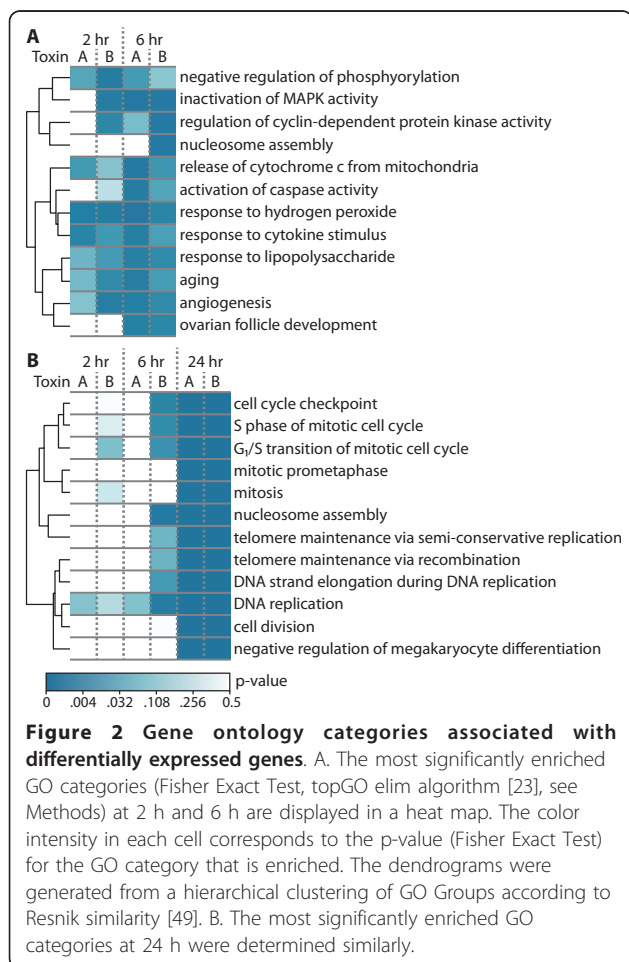 A
2 hr 6 hr
Toxin A B A B
negative regulation of phosphyorylation
inactivation of MAPK activity
regulation of cyclin-dependent protein kinase activity
nucleosome assembly
release of cytochrome c from mitochondria
activation of caspase activity
response to hydrogen peroxide
response to cytokine stimulus
response to lipopolysaccharide
aging
angiogenesis
ovarian follicle development
B
2 hr 6 hr 24 hr
Toxin A B A B A B
cell cycle checkpoint
S phase of mitotic cell cycle
G₁/S transition of mitotic cell cycle
mitotic prometaphase
mitosis
nucleosome assembly
telomere maintenance via semi-conservative replication
telomere maintenance via recombination
DNA strand elongation during DNA replication
DNA replication
cell division
negative regulation of megakaryocyte differentiation
p-value
0 .004 .032 .108 .256 0.5
Figure 2 Gene ontology categories associated with
differentially expressed genes. A. The most significantly enriched
GO categories (Fisher Exact Test, topGO elim algorithm [23], see
Methods) at 2 h and 6 h are displayed in a heat map. The color
intensity in each cell corresponds to the p-value (Fisher Exact Test)
for the GO category that is enriched. The dendrograms were
generated from a hierarchical clustering of GO Groups according to
Resnik similarity [49]. B. The most significantly enriched GO
categories at 24 h were determined similarly.